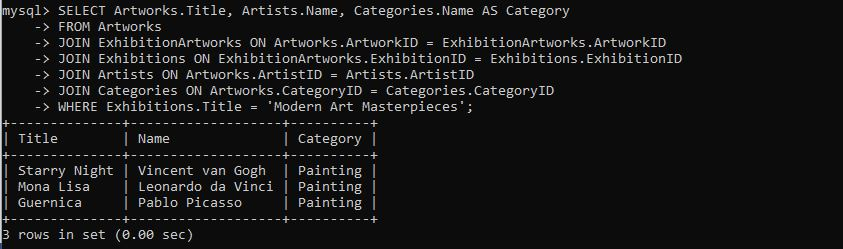 mysql> SELECT Artworks.Title, Artists.Name, Categories.Name AS Category
    -> FROM Artworks
    -> JOIN ExhibitionArtworks ON Artworks.ArtworkID = ExhibitionArtworks.ArtworkID
    -> JOIN Exhibitions ON ExhibitionArtworks.ExhibitionID = Exhibitions.ExhibitionID
    -> JOIN Artists ON Artworks.ArtistID = Artists.ArtistID
    -> JOIN Categories ON Artworks.CategoryID = Categories.CategoryID
    -> WHERE Exhibitions.Title = 'Modern Art Masterpieces';
+--------------+-------------------+----------+
| Title        | Name              | Category |
+--------------+-------------------+----------+
| Starry Night | Vincent van Gogh  | Painting |
| Mona Lisa    | Leonardo da Vinci | Painting |
| Guernica     | Pablo Picasso     | Painting |
+--------------+-------------------+----------+
3 rows in set (0.00 sec)